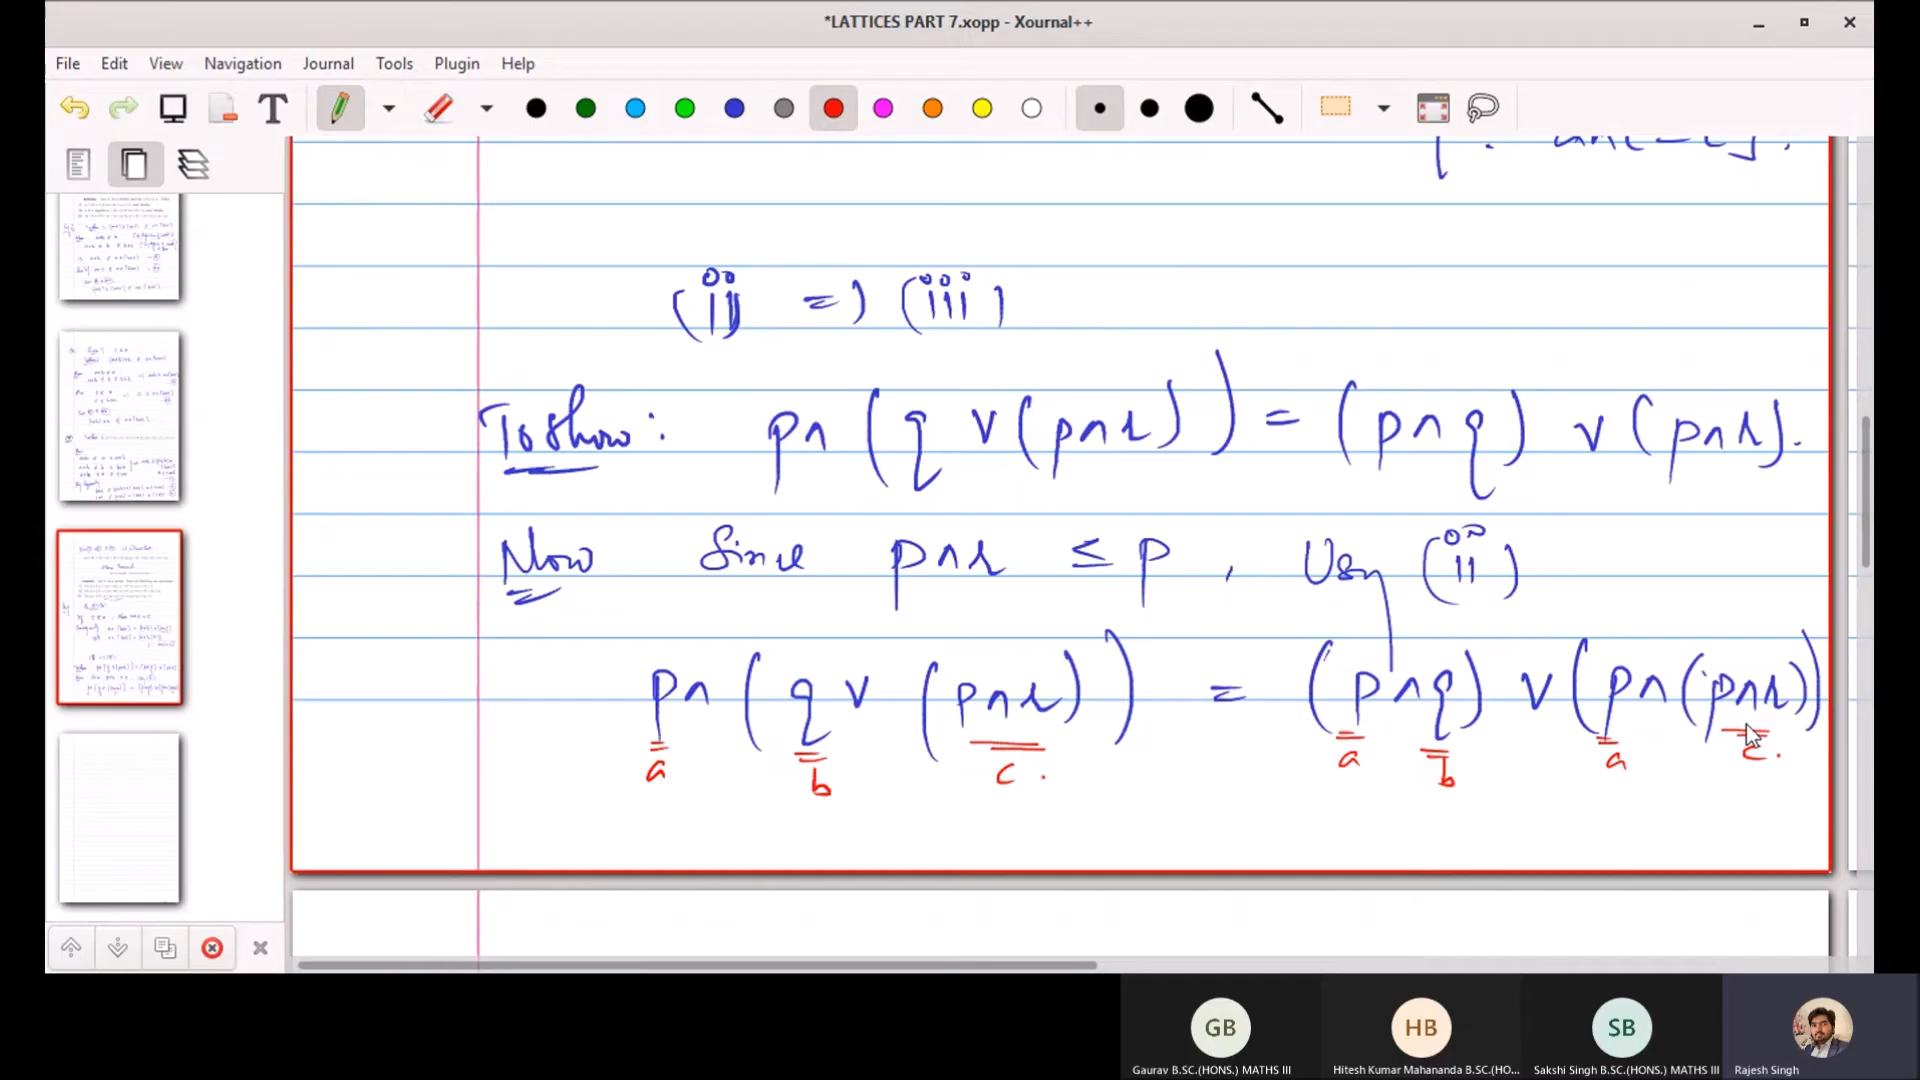 *LATTICES PART 7.xopp - Xournal++
File Edit View Navigation Journal Tools Plugin Help
(ii) => (iii)
To show: p ∧ (q ∨ (p ∧ r)) = (p ∧ q) ∨ (p ∧ r).
Now Since p ∧ r ≤ p , Using (ii)
p ∧ (q ∨ (p ∧ r)) = (p ∧ q) ∨ (p ∧ (p ∧ r))
a b c. a b a c.
GB HB SB
Gaurav B.SC.(HONS.) MATHS III Hitesh Kumar Mahananda B.SC.(HO... Sakshi Singh B.SC.(HONS.) MATHS III Rajesh Singh